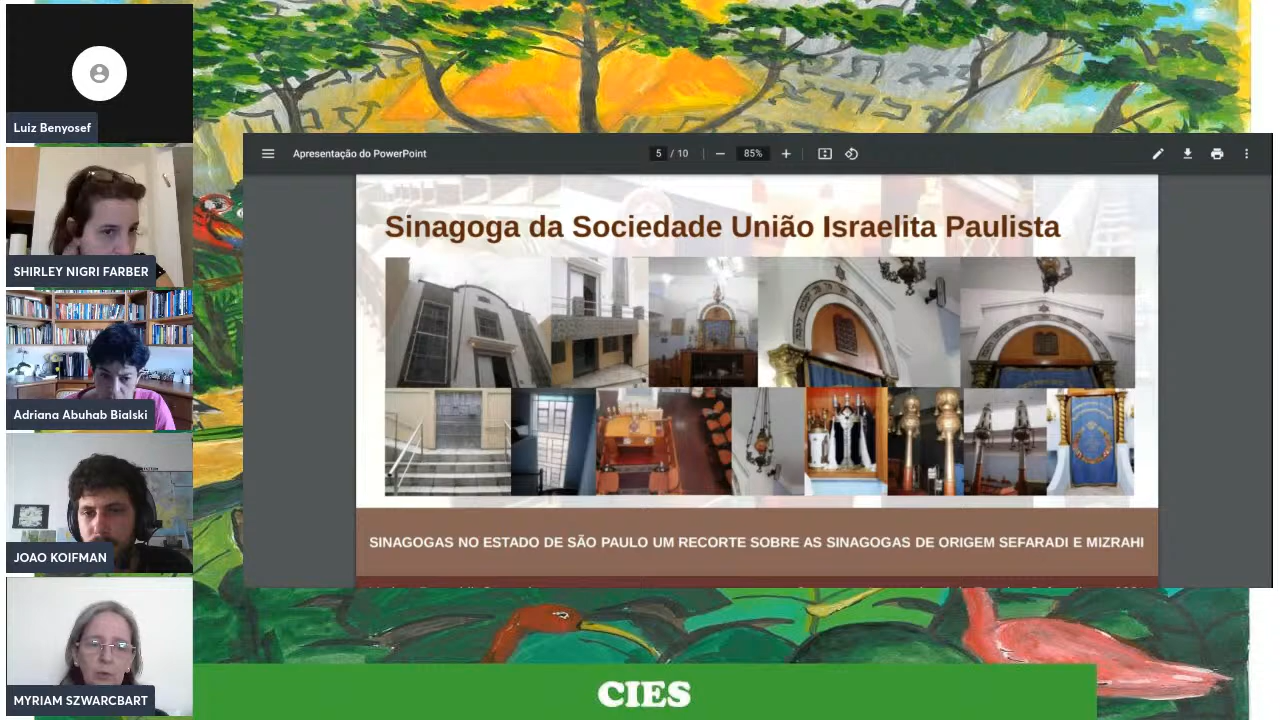 Luiz Benyosef
SHIRLEY NIGRI FARBER
Adriana Abuhab Bialski
JOAO KOIFMAN
MYRIAM SZWARCBART
Apresentação do PowerPoint
5 / 10
85%
Sinagoga da Sociedade União Israelita Paulista
SINAGOGAS NO ESTADO DE SÃO PAULO UM RECORTE SOBRE AS SINAGOGAS DE ORIGEM SEFARADI E MIZRAHI
CIES